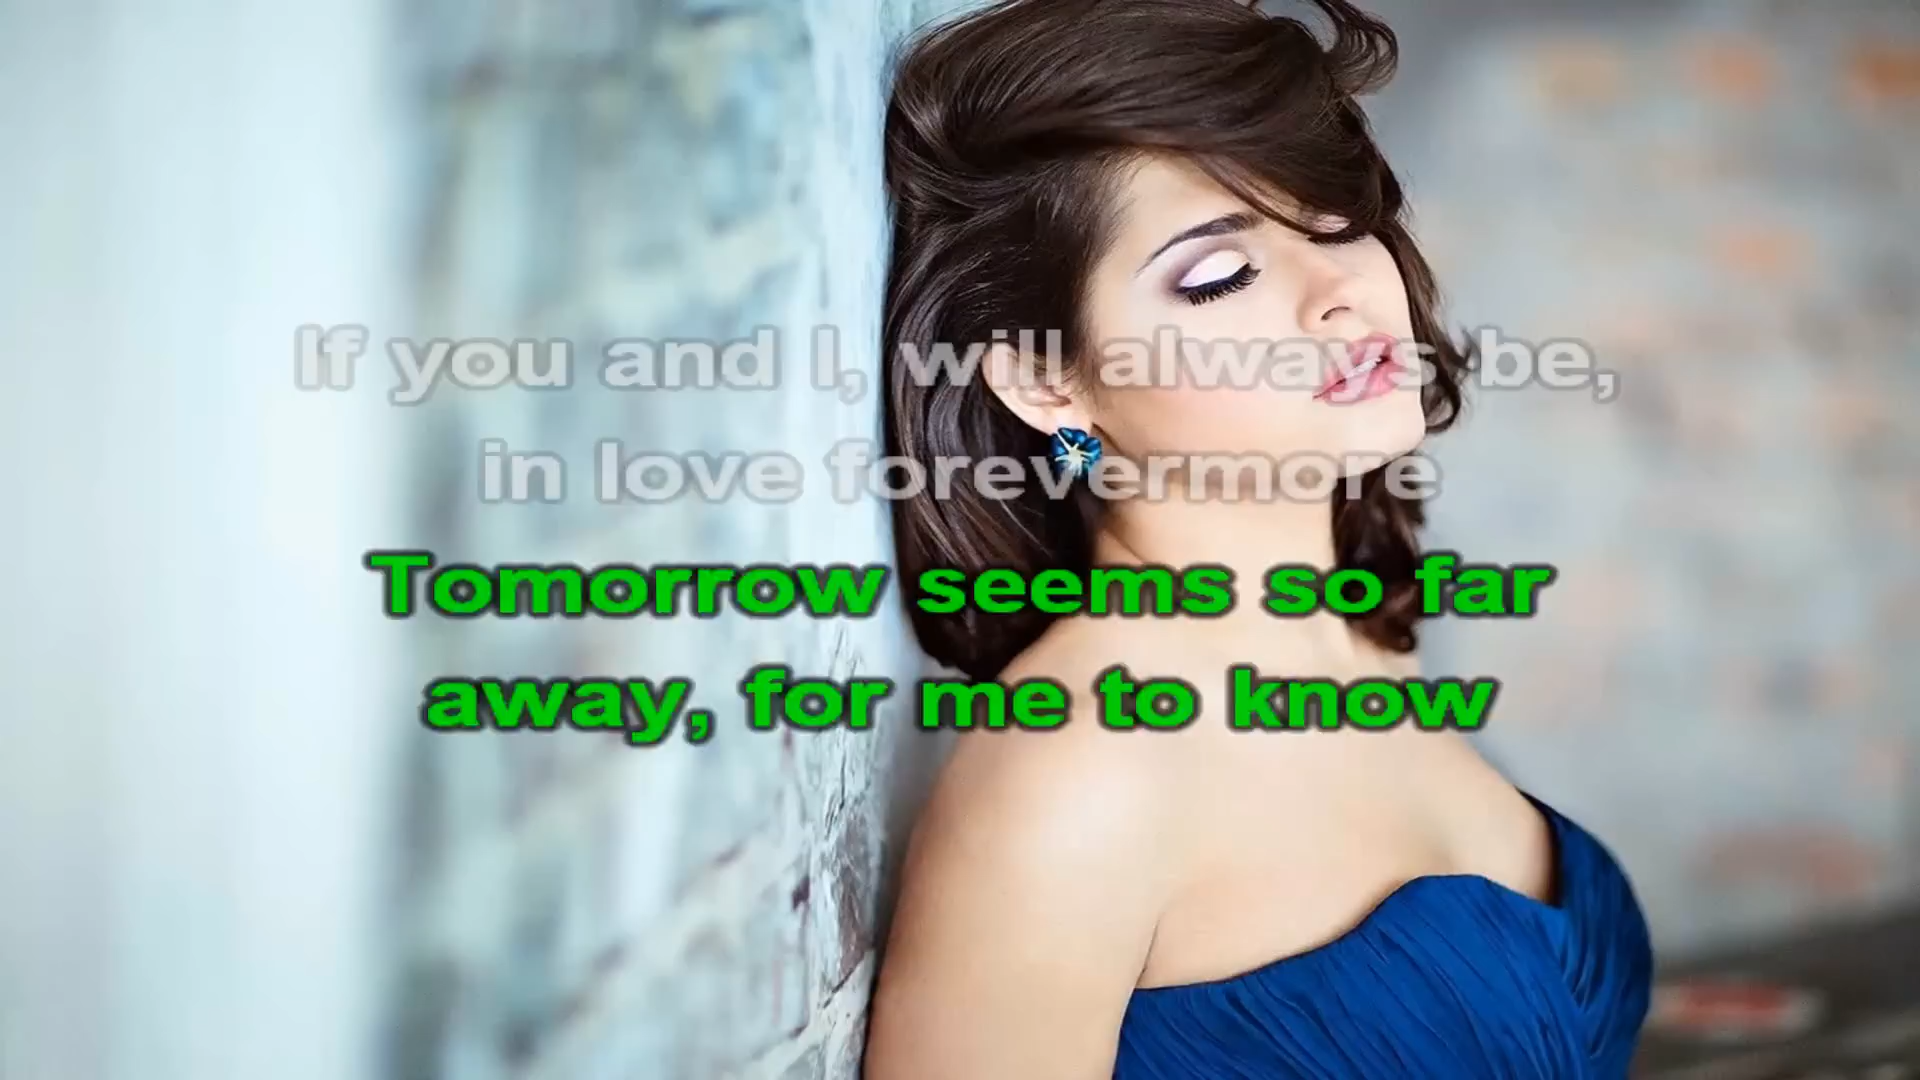 If you and I, will always be,
in love forevermore
Tomorrow seems so far
away, for me to know